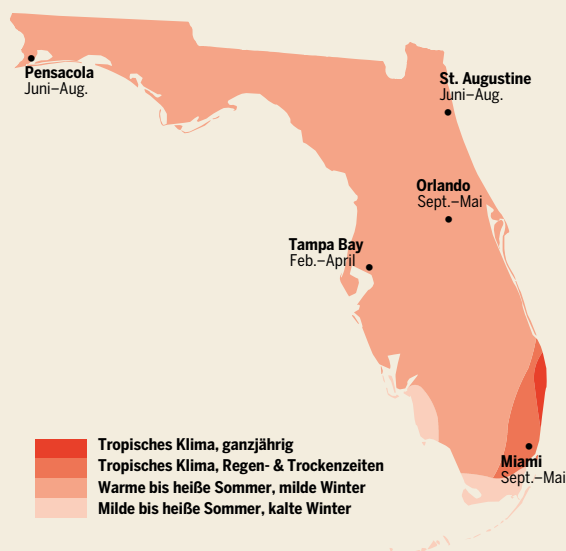 Pensacola
Juni–Aug.
St. Augustine
Juni–Aug.
Orlando
Sept.–Mai
Tampa Bay
Feb.–April
Miami
Sept.–Mai
Tropisches Klima, ganzjährig
Tropisches Klima, Regen- & Trockenzeiten
Warme bis heiße Sommer, milde Winter
Milde bis heiße Sommer, kalte Winter